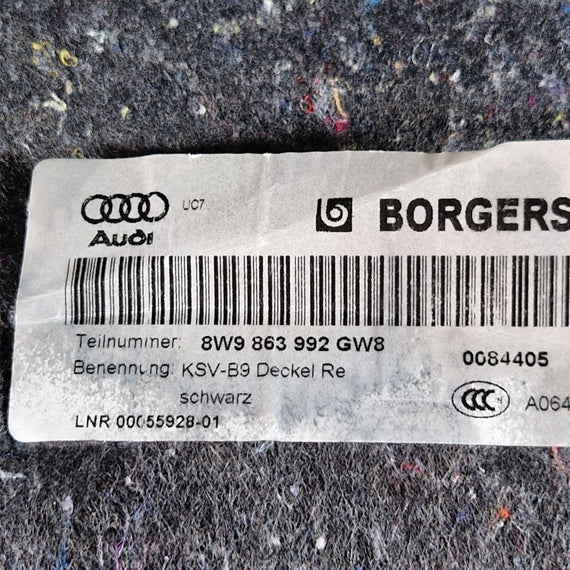 Audi UC7 BORGERS
Teilnummer: 8W9 863 992 GW8
0084405
Benennung: KSV-B9 Deckel Re
schwarz
CCC A064
LNR 00055928-01